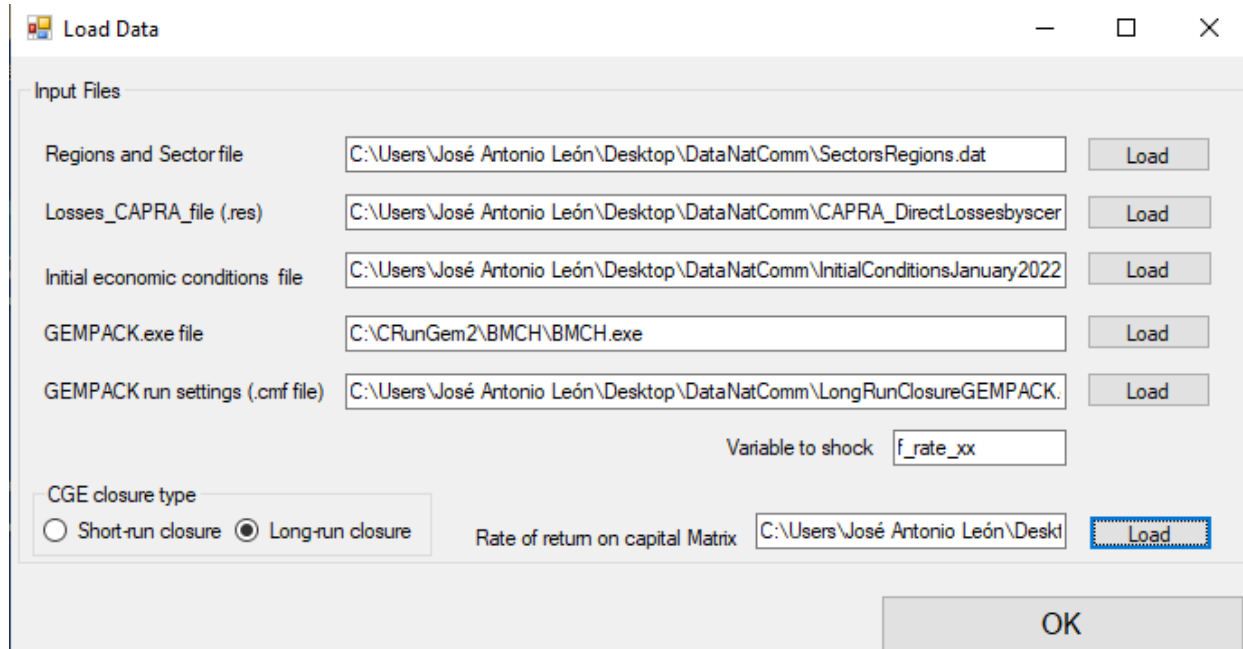 Load Data
Input Files
Regions and Sector file C:\Users\José Antonio León\Desktop\DataNatComm\SectorsRegions.dat Load
Losses_CAPRA_file (.res) C:\Users\José Antonio León\Desktop\DataNatComm\CAPRA_DirectLossesbyscer Load
Initial economic conditions file C:\Users\José Antonio León\Desktop\DataNatComm\InitialConditionsJanuary2022 Load
GEMPACK.exe file C:\CRunGem2\BMCH\BMCH.exe Load
GEMPACK run settings (.cmf file) C:\Users\José Antonio León\Desktop\DataNatComm\LongRunClosureGEMPACK. Load
Variable to shock f_rate_xx
CGE closure type
Short-run closure Long-run closure Rate of return on capital Matrix C:\Users\José Antonio León\Deskt Load
OK